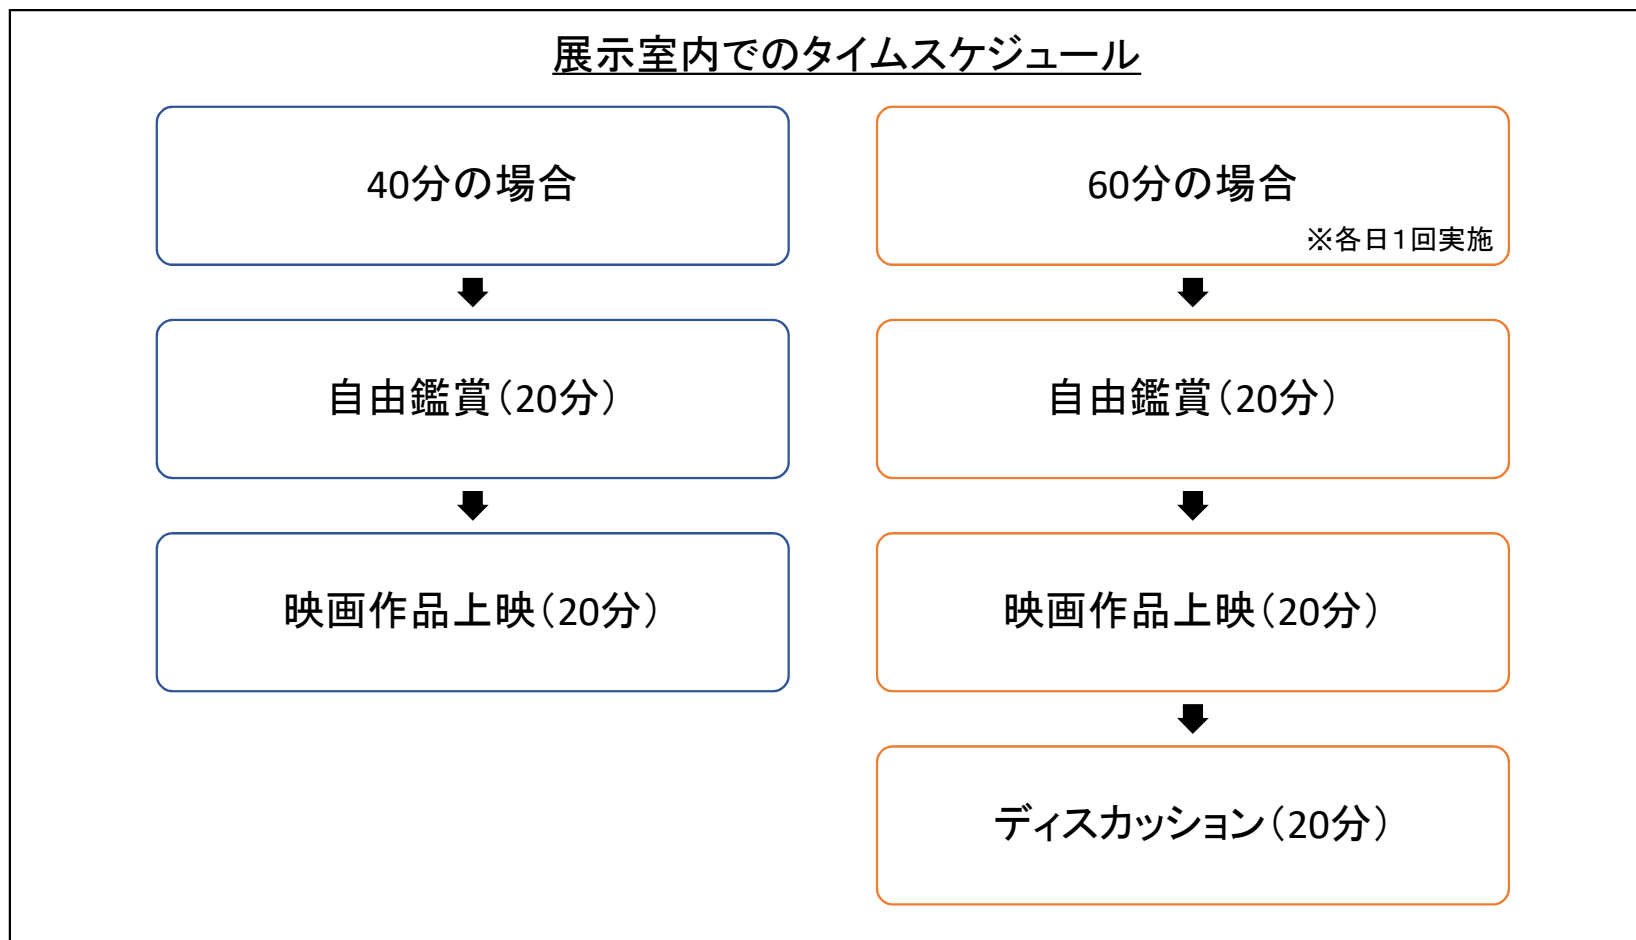 展示室内でのタイムスケジュール
40分の場合
自由鑑賞（20分）
映画作品上映（20分）
60分の場合
※各日１回実施
自由鑑賞（20分）
映画作品上映（20分）
ディスカッション（20分）